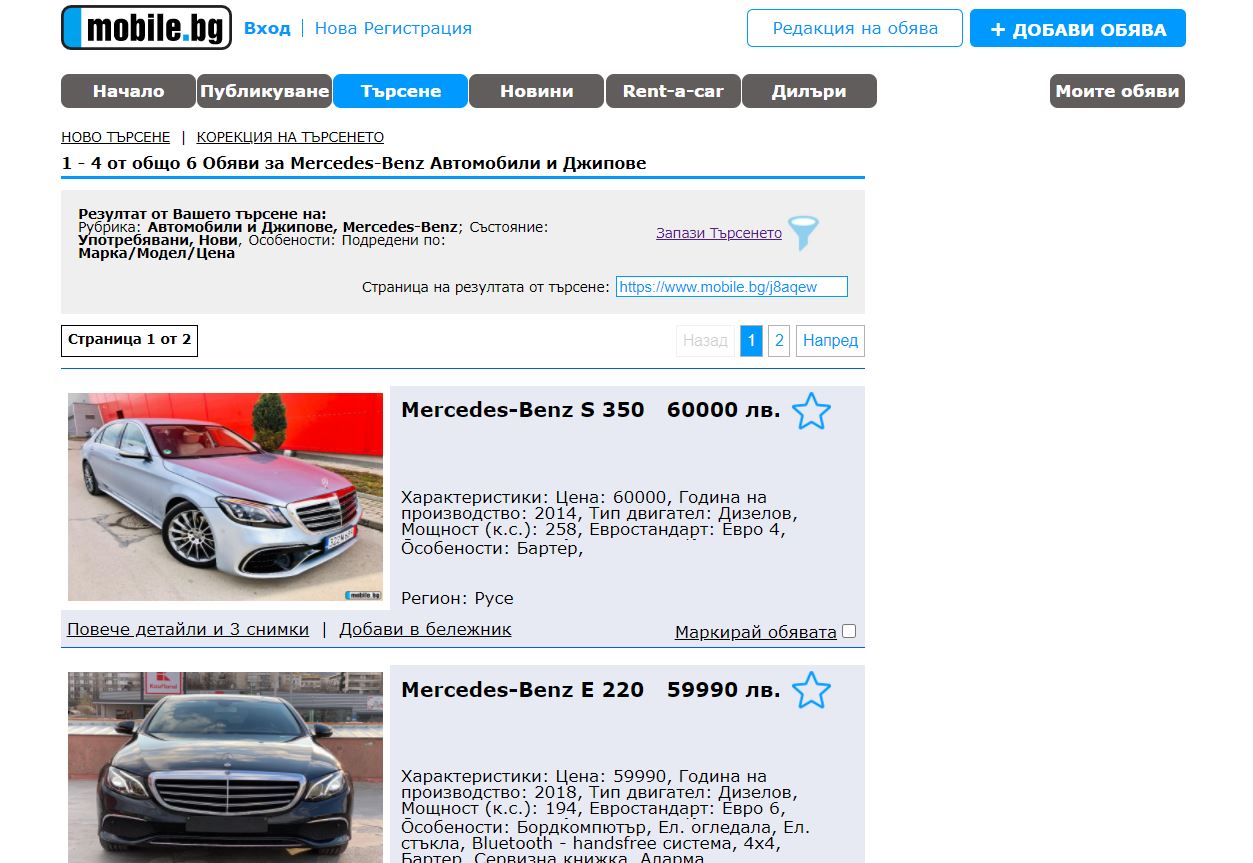 mobile.bg Вход | Нова Регистрация Редакция на обява + ДОБАВИ ОБЯВА
Начало Публикуване Търсене Новини Rent-a-car Дилъри Моите обяви
НОВО ТЪРСЕНЕ | КОРЕКЦИЯ НА ТЪРСЕНЕТО
1 - 4 от общо 6 Обяви за Mercedes-Benz Автомобили и Джипове
Резултат от Вашето търсене на:
Рубрика: Автомобили и Джипове, Mercedes-Benz; Състояние:
Употребявани, Нови, Особености: Подредени по:
Марка/Модел/Цена
Запази Търсенето
Страница на резултата от търсене: https://www.mobile.bg/j8aqew
Страница 1 от 2 Назад 1 2 Напред
Mercedes-Benz S 350 60000 лв.
Характеристики: Цена: 60000, Година на
производство: 2014, Тип двигател: Дизелов,
Мощност (к.с.): 258, Евростандарт: Евро 4,
Особености: Бартер,
Регион: Русе
mobile.bg
Повече детайли и 3 снимки | Добави в бележник Маркирай обявата
Kaufland
Mercedes-Benz E 220 59990 лв.
Характеристики: Цена: 59990, Година на
производство: 2018, Тип двигател: Дизелов,
Мощност (к.с.): 194, Евростандарт: Евро 6,
Особености: Бордкомпютър, Ел. огледала, Ел.
стъкла, Bluetooth - handsfree система, 4x4,
Бартер, Сервизна книжка, Аларма